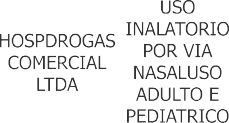 HOSPDROGAS
COMERCIAL
LTDA
USO
INALATORIO
POR VIA
NASALUSO
ADULTO E
PEDIATRICO